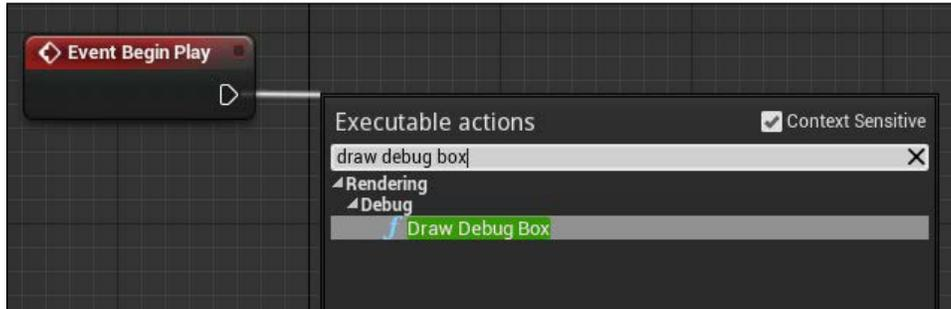 Event Begin Play
Executable actions
Context Sensitive
draw debug box
Rendering
Debug
f Draw Debug Box